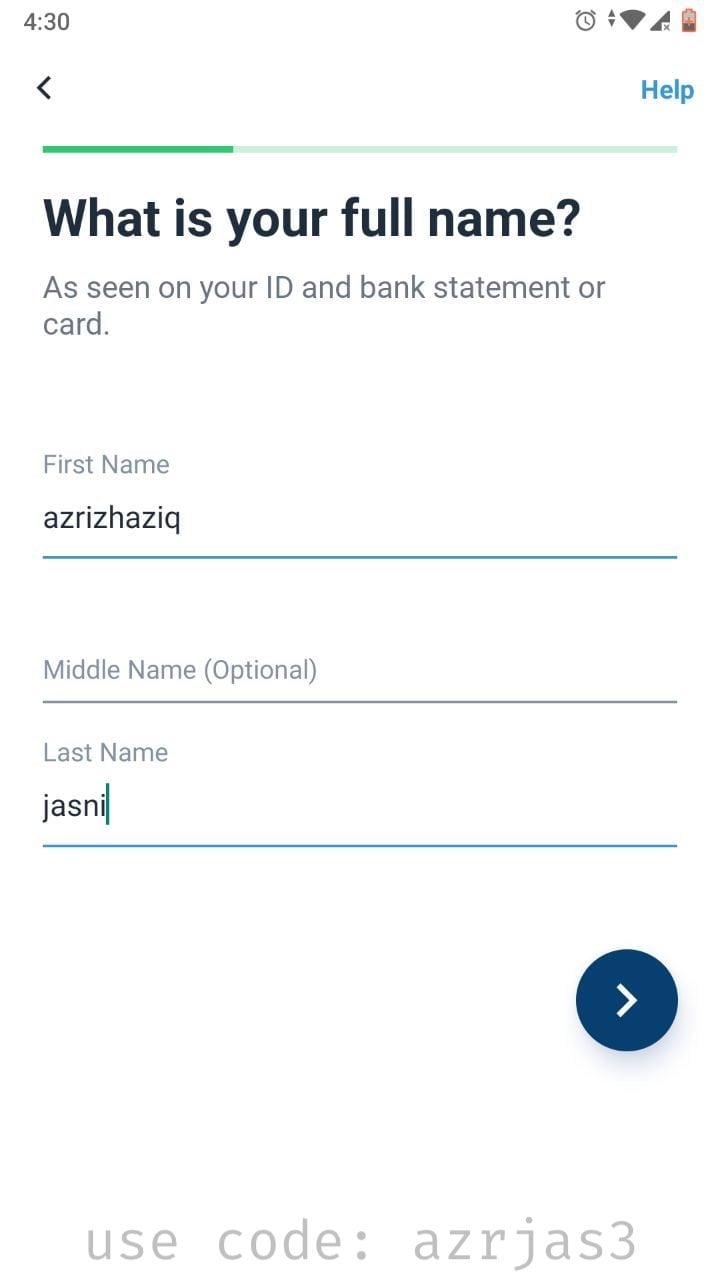 4:30
Help
What is your full name?
As seen on your ID and bank statement or
card.
First Name
azrizhaziq
Middle Name (Optional)
Last Name
jasni
use code: azrjas3